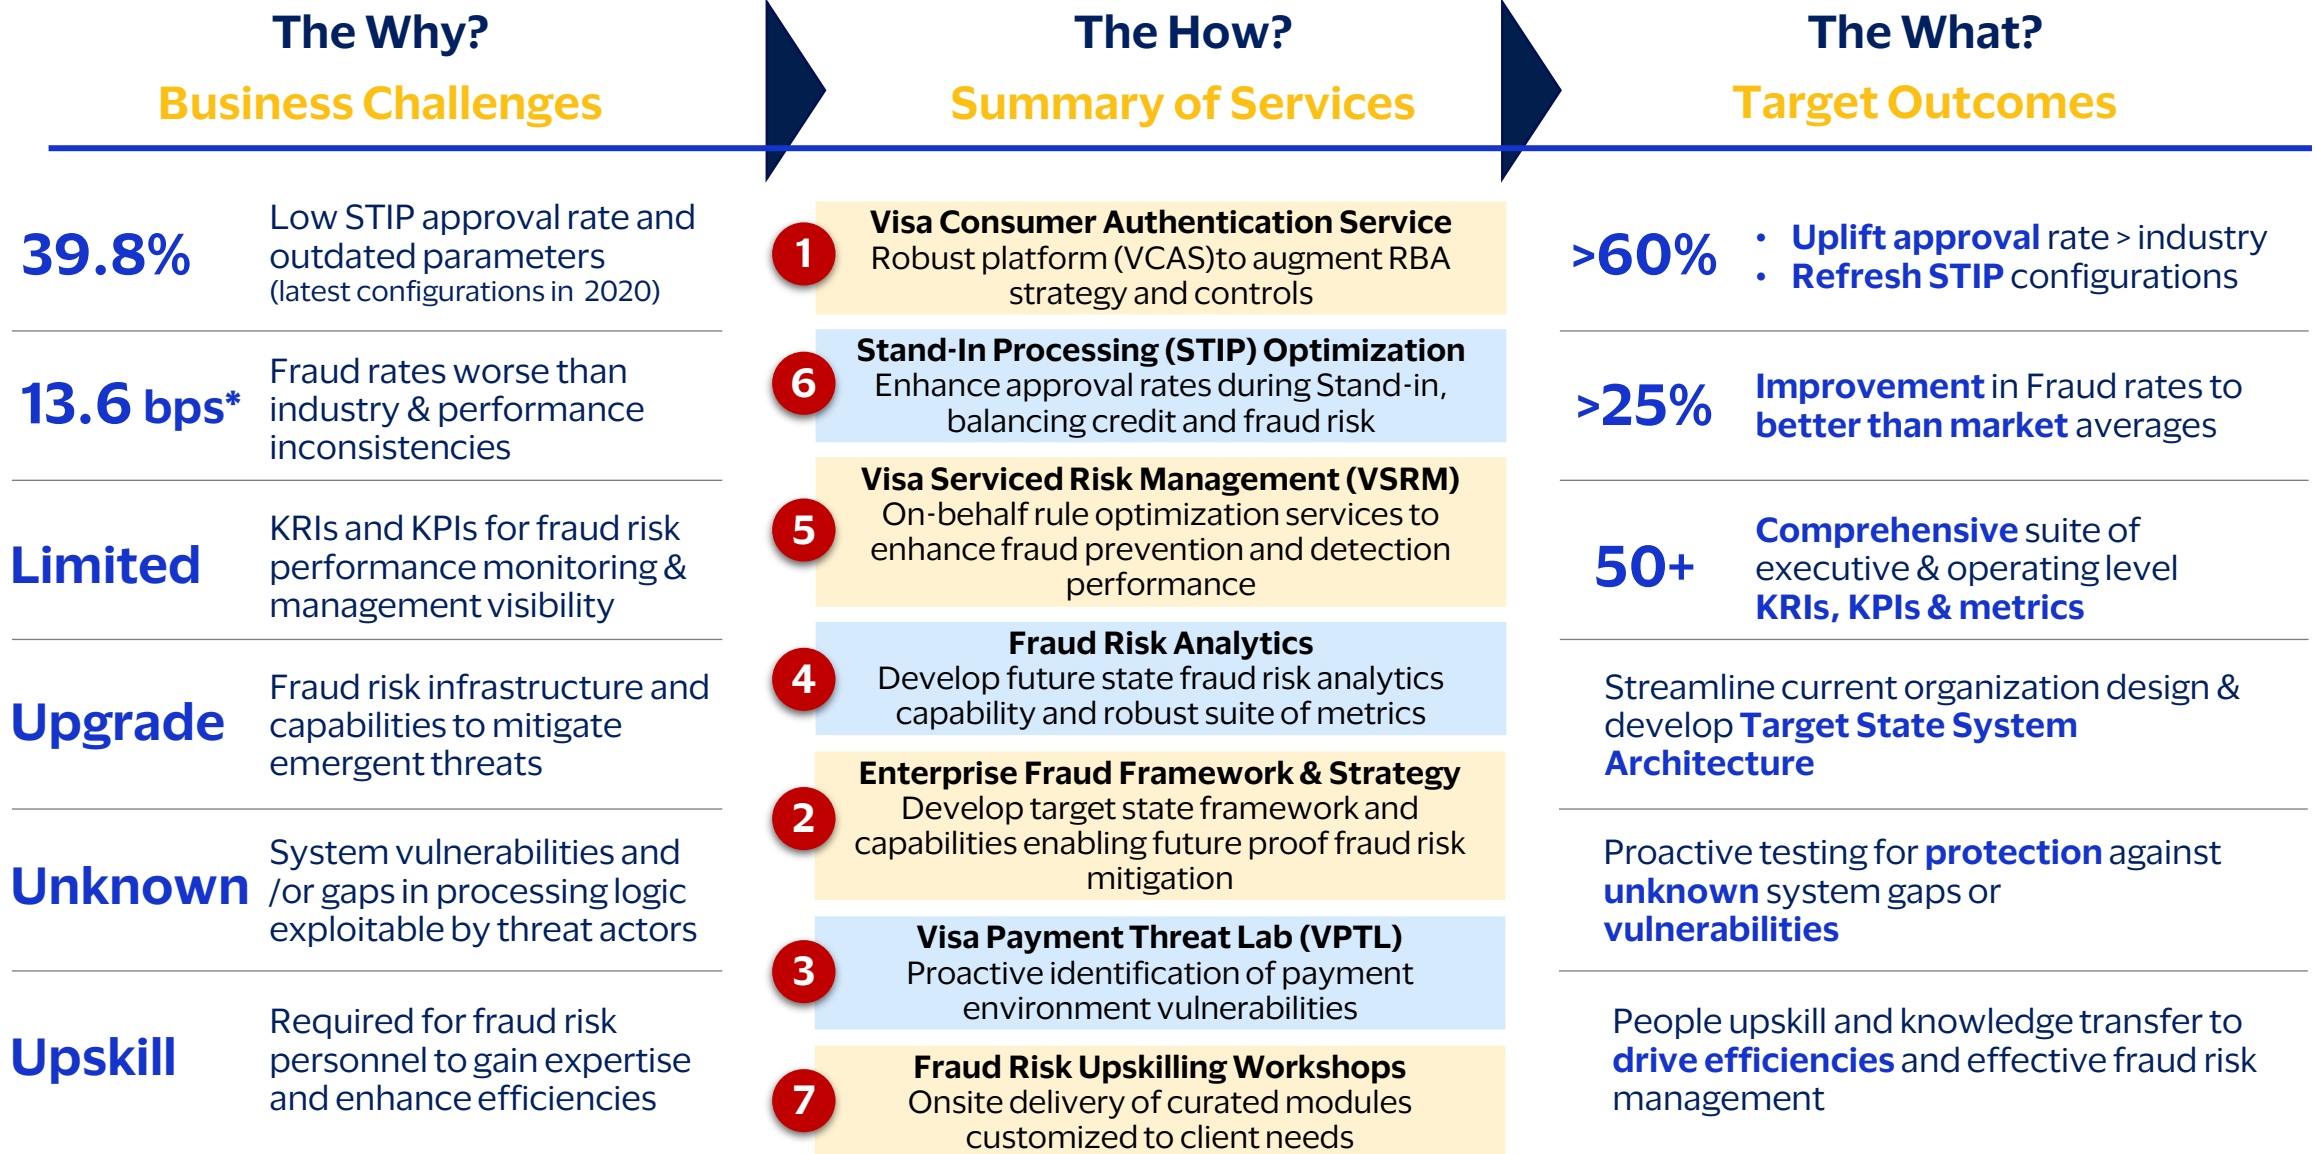 The Why?
Business Challenges
39.8%
Low STIP approval rate and
outdated parameters
(latest configurations in 2020)
13.6 bps*
Fraud rates worse than
industry & performance
inconsistencies
Limited
KRIs and KPIs for fraud risk
performance monitoring &
management visibility
Upgrade
Fraud risk infrastructure and
capabilities to mitigate
emergent threats
Unknown
System vulnerabilities and
/or gaps in processing logic
exploitable by threat actors
Upskill
Required for fraud risk
personnel to gain expertise
and enhance efficiencies
The How?
Summary of Services
1
Visa Consumer Authentication Service
Robust platform (VCAS)to augment RBA
strategy and controls
6
Stand-In Processing (STIP) Optimization
Enhance approval rates during Stand-in,
balancing credit and fraud risk
5
Visa Serviced Risk Management (VSRM)
On-behalf rule optimization services to
enhance fraud prevention and detection
performance
4
Fraud Risk Analytics
Develop future state fraud risk analytics
capability and robust suite of metrics
2
Enterprise Fraud Framework & Strategy
Develop target state framework and
capabilities enabling future proof fraud risk
mitigation
3
Visa Payment Threat Lab (VPTL)
Proactive identification of payment
environment vulnerabilities
7
Fraud Risk Upskilling Workshops
Onsite delivery of curated modules
customized to client needs
The What?
Target Outcomes
>60%
• Uplift approval rate > industry
• Refresh STIP configurations
>25%
Improvement in Fraud rates to
better than market averages
50+
Comprehensive suite of
executive & operating level
KRIs, KPIs & metrics
Streamline current organization design &
develop Target State System
Architecture
Proactive testing for protection against
unknown system gaps or
vulnerabilities
People upskill and knowledge transfer to
drive efficiencies and effective fraud risk
management